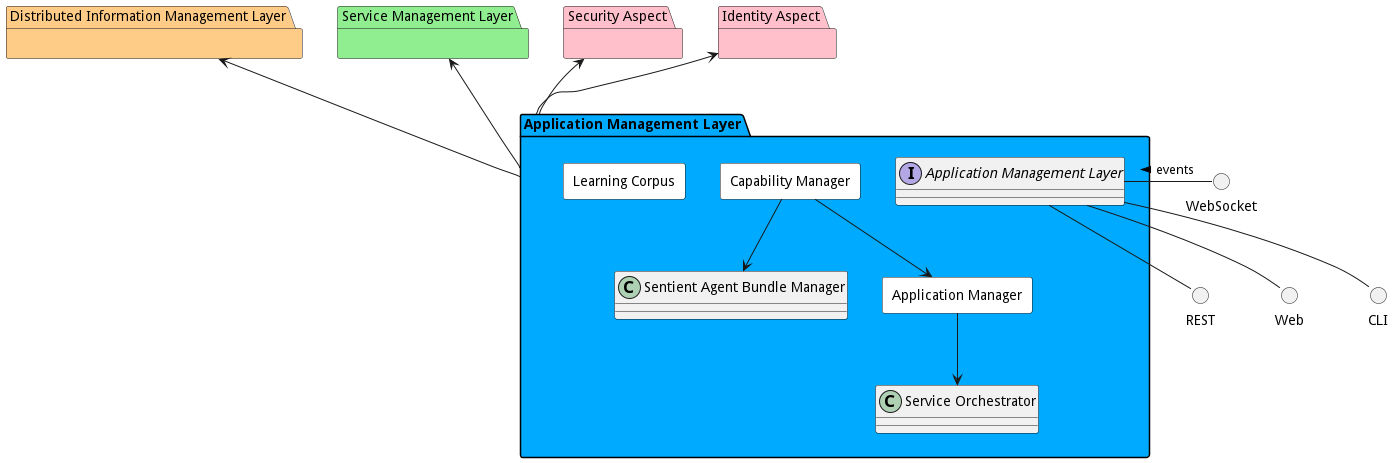 Distributed Information Management Layer
Service Management Layer
Security Aspect
Identity Aspect
Application Management Layer
Learning Corpus
Capability Manager
I Application Management Layer
events
WebSocket
C Sentient Agent Bundle Manager
Application Manager
REST
Web
CLI
C Service Orchestrator